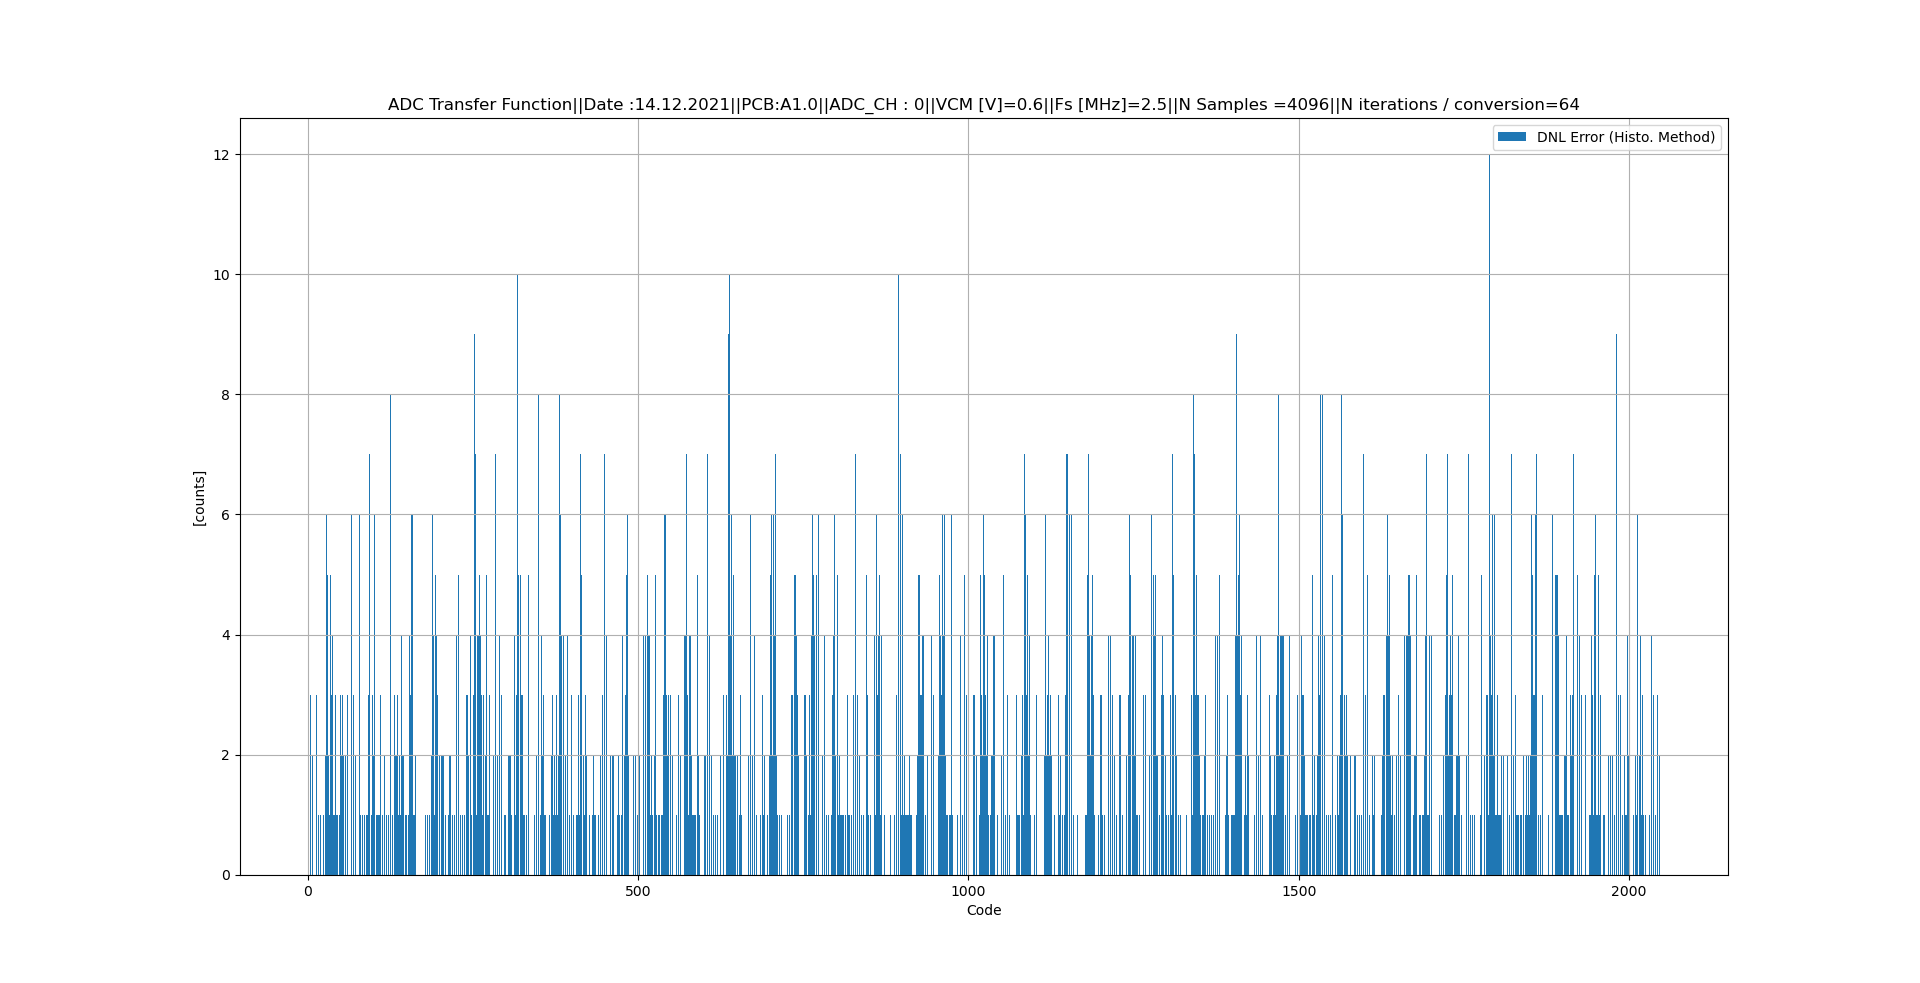 ADC Transfer Function||Date :14.12.2021||PCB:A1.0||ADC_CH : 0||VCM [V]=0.6||Fs [MHz]=2.5||N Samples =4096||N iterations / conversion=64
DNL Error (Histo. Method)
12
10
8
6
4
2
0
[counts]
0 500 1000 1500 2000
Code